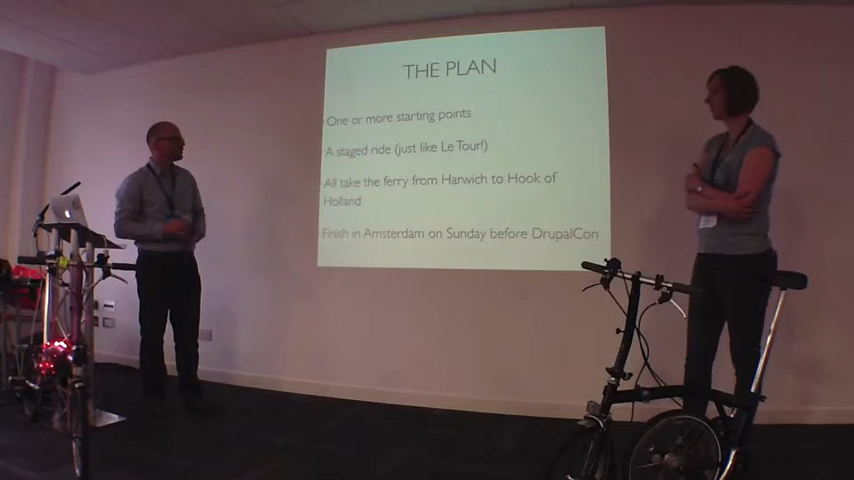 THE PLAN
One or more starting points
A staged ride (just like Le Tour!)
All take the ferry from Harwich to Hook of
Holland
Finish in Amsterdam on Sunday before DrupalCon